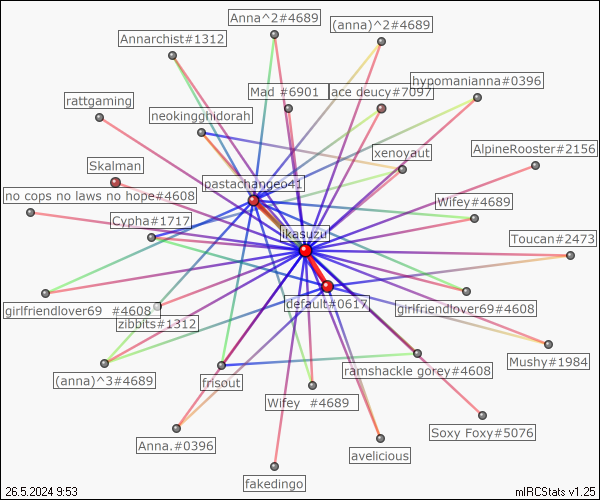 Anna^2#4689
(anna)^2#4689
Annarchist#1312
hypomanianna#0396
Mad #6901
ace deucy#7097
rattgaming
neokingghidorah
AlpineRooster#2156
xenoyaut
Skalman
pastachangeo41
no cops no laws no hope#4608
Wifey#4689
Cypha#1717
ikasuzu
Toucan#2473
default#0617
girlfriendlover69 #4608
girlfriendlover69#4608
zibbits#1312
Mushy#1984
ramshackle gorey#4608
(anna)^3#4689
frisout
Wifey #4689
Soxy Foxy#5076
Anna.#0396
avelicious
fakedingo
26.5.2024 9:53
mIRCStats v1.25